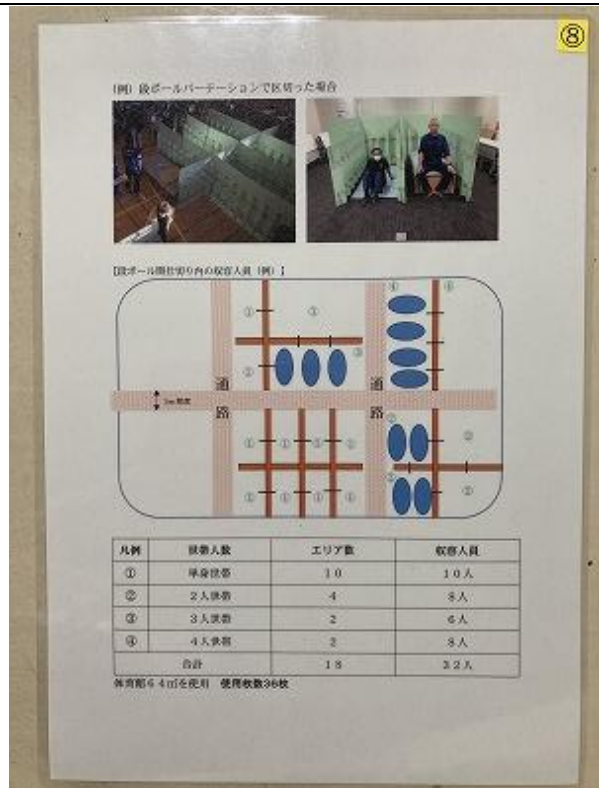 ⑧
(例) 段ボールパーテーションで区切った場合
【段ボール間仕切り内の収容人員（例）】
通路
通路
凡例 世帯人数 エリア数 収容人員
① 単身世帯 10 10人
② 2人世帯 4 8人
③ 3人世帯 2 6人
④ 4人世帯 2 8人
合計 18 32人
体育館64㎡を使用 使用枚数36枚